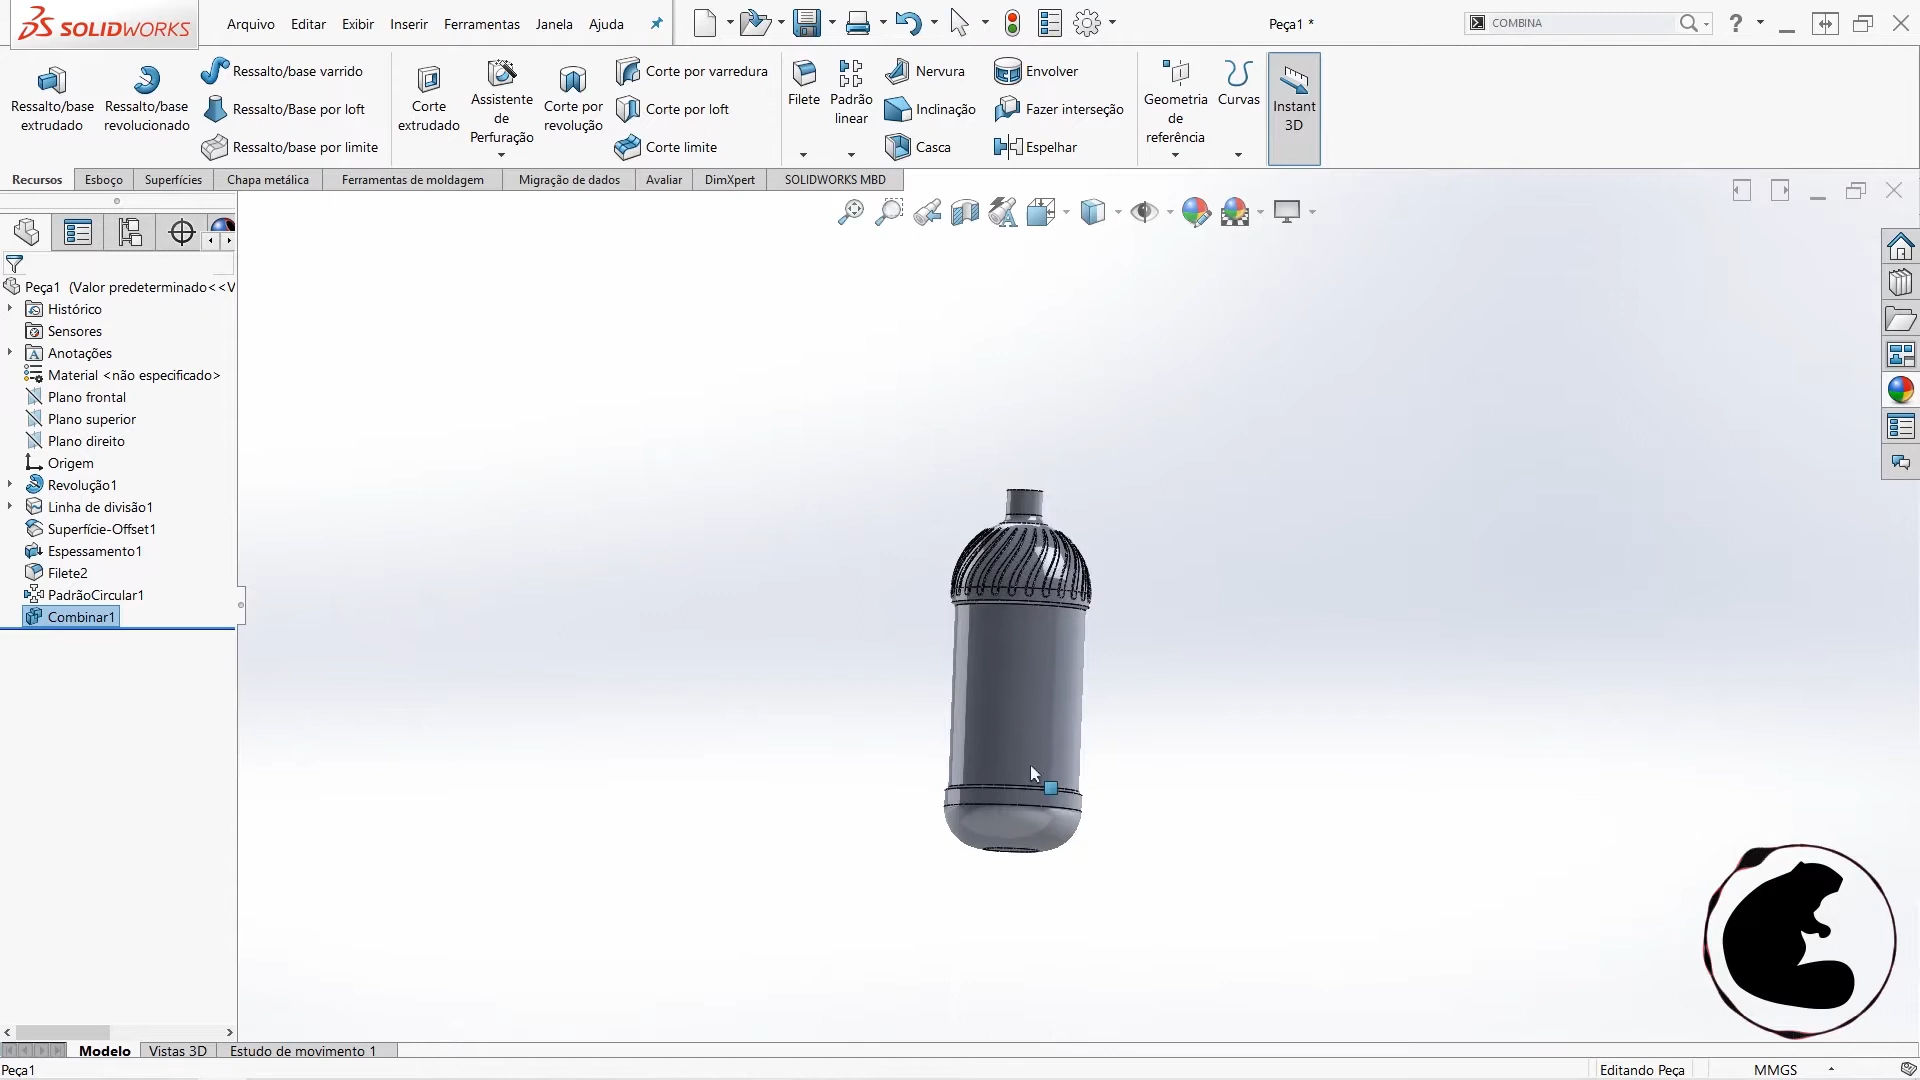 SOLIDWORKS
Arquivo Editar Exibir Inserir Ferramentas Janela Ajuda
Peça1 *
COMBINA
Ressalto/base
extrudado
Ressalto/base
revolucionado
Ressalto/base varrido
Ressalto/Base por loft
Ressalto/base por limite
Corte
extrudado
Assistente
de
Perfuração
Corte por
revolução
Corte por varredura
Corte por loft
Corte limite
Filete
Padrão
linear
Nervura
Inclinação
Casca
Envolver
Fazer interseção
Espelhar
Geometria
de
referência
Curvas
Instant
3D
Recursos Esboço Superfícies Chapa metálica Ferramentas de moldagem Migração de dados Avaliar DimXpert SOLIDWORKS MBD
Peça1 (Valor predeterminado<<V
Histórico
Sensores
Anotações
Material <não especificado>
Plano frontal
Plano superior
Plano direito
Origem
Revolução1
Linha de divisão1
Superfície-Offset1
Espessamento1
Filete2
PadrãoCircular1
Combinar1
Modelo Vistas 3D Estudo de movimento 1
Peça1
Editando Peça
MMGS